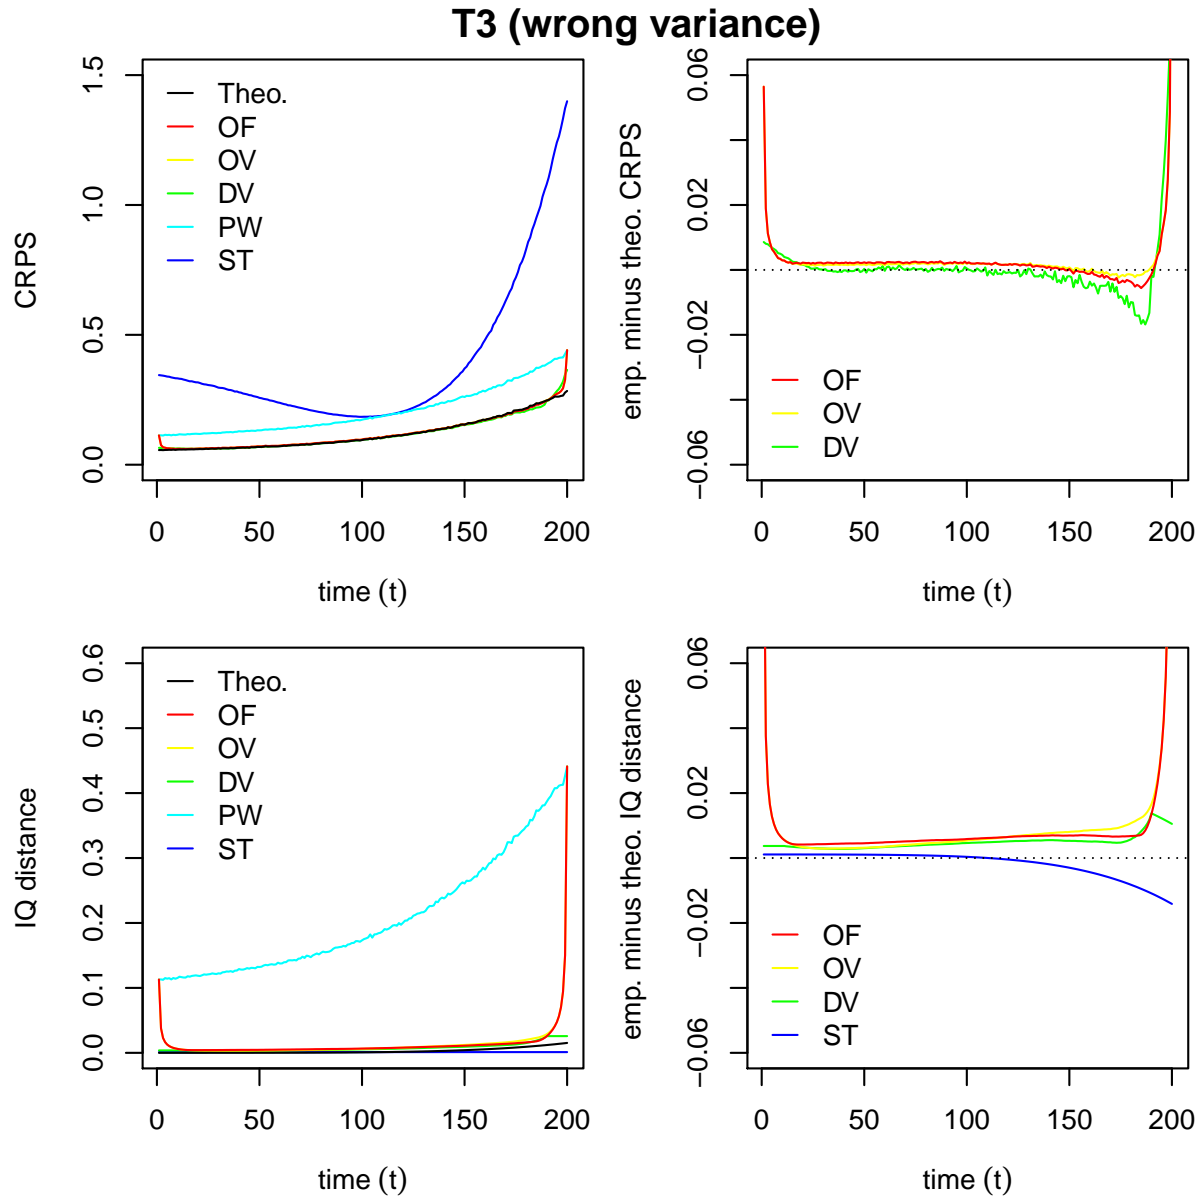 T3 (wrong variance)
CRPS
1.5
1.0
0.5
0.0
Theo.
OF
OV
DV
PW
ST
0 50 100 150 200
time (t)
emp. minus theo. CRPS
0.06
0.02
−0.02
−0.06
OF
OV
DV
0 50 100 150 200
time (t)
IQ distance
0.6
0.5
0.4
0.3
0.2
0.1
0.0
Theo.
OF
OV
DV
PW
ST
0 50 100 150 200
time (t)
emp. minus theo. IQ distance
0.06
0.02
−0.02
−0.06
OF
OV
DV
ST
0 50 100 150 200
time (t)